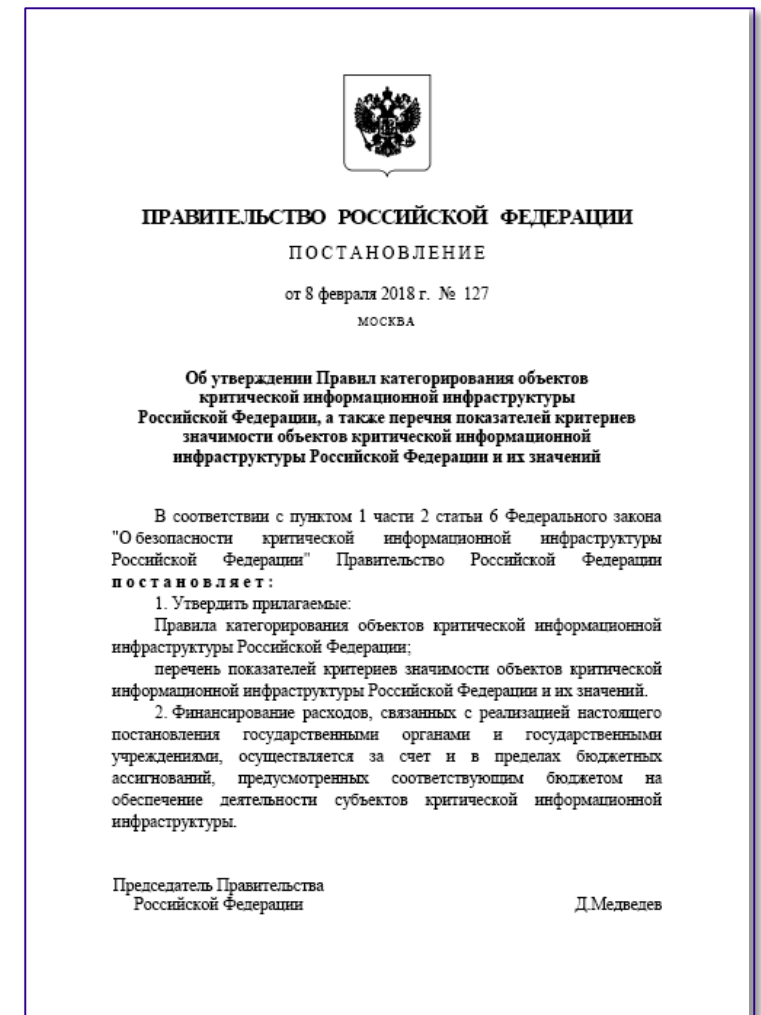 ПРАВИТЕЛЬСТВО РОССИЙСКОЙ ФЕДЕРАЦИИ
ПОСТАНОВЛЕНИЕ
от 8 февраля 2018 г. № 127
МОСКВА
Об утверждении Правил категорирования объектов
критической информационной инфраструктуры
Российской Федерации, а также перечня показателей критериев
значимости объектов критической информационной
инфраструктуры Российской Федерации и их значений
В соответствии с пунктом 1 части 2 статьи 6 Федерального закона
"О безопасности критической информационной инфраструктуры
Российской Федерации" Правительство Российской Федерации
постановляет:
1. Утвердить прилагаемые:
Правила категорирования объектов критической информационной
инфраструктуры Российской Федерации;
перечень показателей критериев значимости объектов критической
информационной инфраструктуры Российской Федерации и их значений.
2. Финансирование расходов, связанных с реализацией настоящего
постановления государственными органами и государственными
учреждениями, осуществляется за счет и в пределах бюджетных
ассигнований, предусмотренных соответствующим бюджетом на
обеспечение деятельности субъектов критической информационной
инфраструктуры.
Председатель Правительства
Российской Федерации Д.Медведев